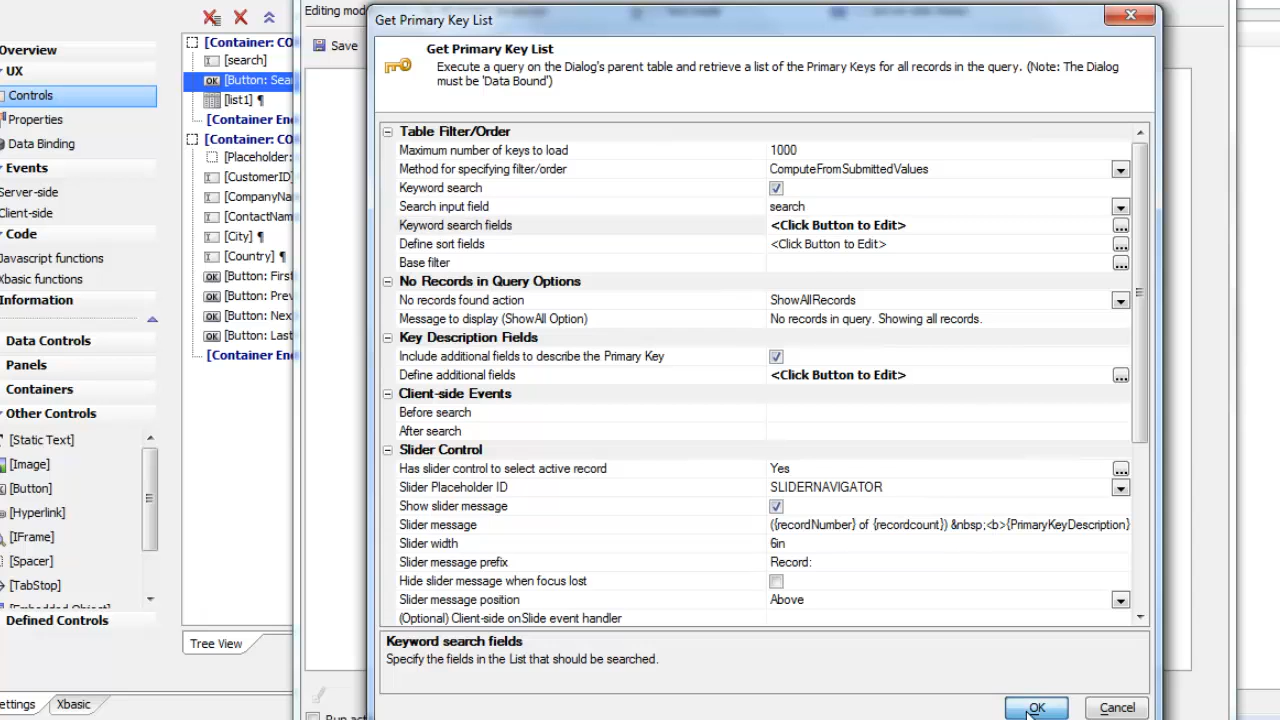 Editing mod
Get Primary Key List
Save
Get Primary Key List
Execute a query on the Dialog's parent table and retrieve a list of the Primary Keys for all records in the query. (Note: The Dialog
must be 'Data Bound')
Overview
UX
Controls
Properties
Data Binding
Events
Server-side
Client-side
Code
Javascript functions
Xbasic functions
Information
Data Controls
Panels
Containers
Other Controls
[Static Text]
[Image]
[Button]
[Hyperlink]
[IFrame]
[Spacer]
[TabStop]
[Embedded Object]
Defined Controls
ettings
Xbasic
[Container: CO
[search]
OK [Button: Sea
[list1] ¶
[Container En
[Container: CO
[Placeholder:
[CustomerID]
[CompanyNa
[ContactNam
[City] ¶
[Country] ¶
OK [Button: First
OK [Button: Prev
OK [Button: Nex
OK [Button: Last
[Container En
Tree View
Table Filter/Order
Maximum number of keys to load 1000
Method for specifying filter/order ComputeFromSubmittedValues
Keyword search
Search input field search
Keyword search fields <Click Button to Edit>
Define sort fields <Click Button to Edit>
Base filter
No Records in Query Options
No records found action ShowAllRecords
Message to display (ShowAll Option) No records in query. Showing all records.
Key Description Fields
Include additional fields to describe the Primary Key
Define additional fields <Click Button to Edit>
Client-side Events
Before search
After search
Slider Control
Has slider control to select active record Yes
Slider Placeholder ID SLIDERNAVIGATOR
Show slider message
Slider message ({recordNumber} of {recordcount}) &nbsp;<b>{PrimaryKeyDescription}
Slider width 6in
Slider message prefix Record:
Hide slider message when focus lost
Slider message position Above
(Optional) Client-side onSlide event handler
Keyword search fields
Specify the fields in the List that should be searched.
Run act
OK
Cancel